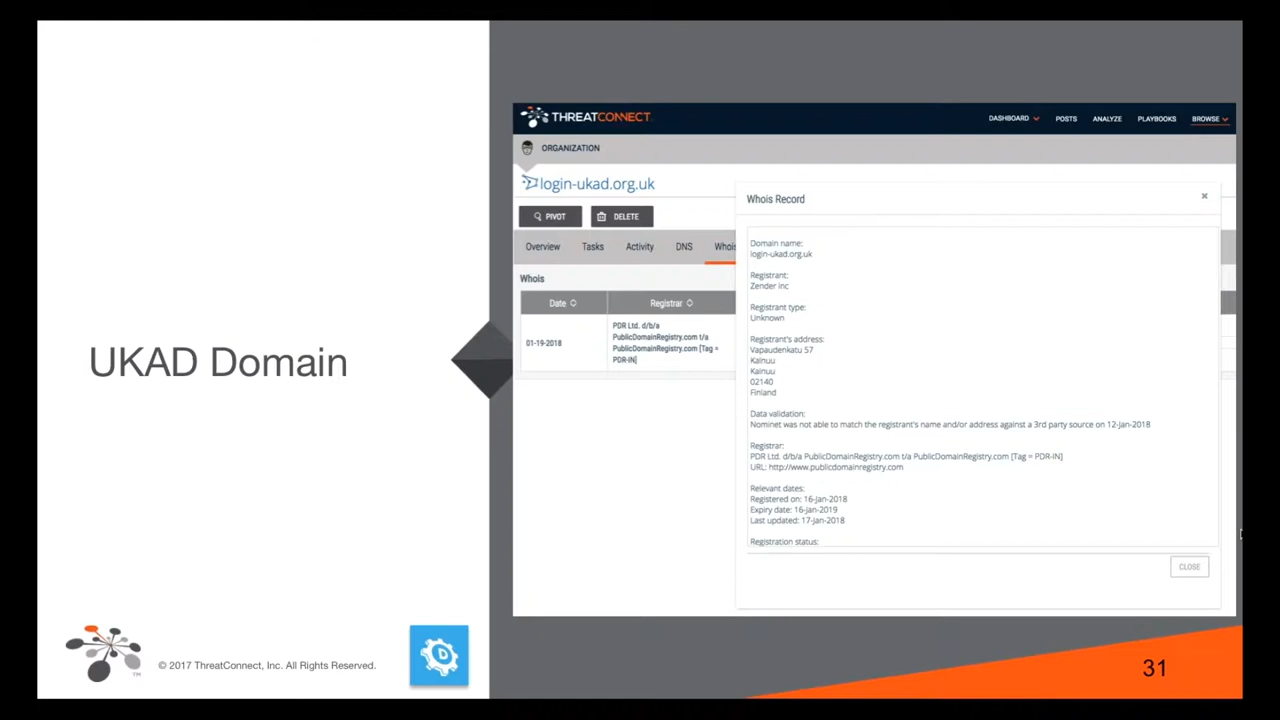 UKAD Domain
THREATCONNECT
DASHBOARD
POSTS
ANALYZE
PLAYBOOKS
BROWSE
ORGANIZATION
login-ukad.org.uk
PIVOT
DELETE
Overview
Tasks
Activity
DNS
Whois
Whois
Date
Registrar
01-19-2018
PDR Ltd. d/b/a
PublicDomainRegistry.com t/a
PublicDomainRegistry.com [Tag =
PDR-IN]
Whois Record
Domain name:
login-ukad.org.uk
Registrant:
Zender inc
Registrant type:
Unknown
Registrant's address:
Vapaudenkatu 57
Kainuu
Kainuu
02140
Finland
Data validation:
Nominet was not able to match the registrant's name and/or address against a 3rd party source on 12-Jan-2018
Registrar:
PDR Ltd. d/b/a PublicDomainRegistry.com t/a PublicDomainRegistry.com [Tag = PDR-IN]
URL: http://www.publicdomainregistry.com
Relevant dates:
Registered on: 16-Jan-2018
Expiry date: 16-Jan-2019
Last updated: 17-Jan-2018
Registration status:
CLOSE
TM
© 2017 ThreatConnect, Inc. All Rights Reserved.
D
31